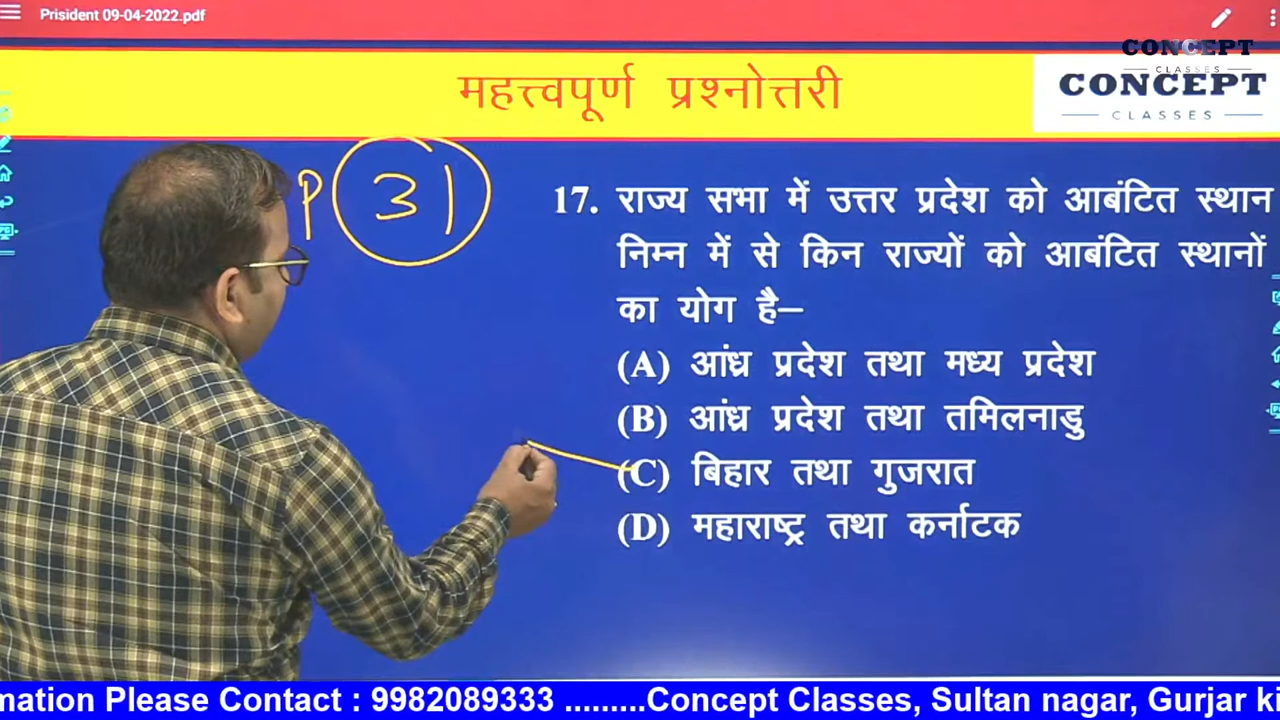 Prisident 09-04-2022.pdf
CONCEPT
CLASSES
महत्त्वपूर्ण प्रश्नोत्तरी
CONCEPT
CLASSES
P 31
17. राज्य सभा में उत्तर प्रदेश को आबंटित स्थान
निम्न में से किन राज्यों को आबंटित स्थानों
का योग है–
(A) आंध्र प्रदेश तथा मध्य प्रदेश
(B) आंध्र प्रदेश तथा तमिलनाडु
(C) बिहार तथा गुजरात
(D) महाराष्ट्र तथा कर्नाटक
mation Please Contact : 9982089333 .........Concept Classes, Sultan nagar, Gurjar ki